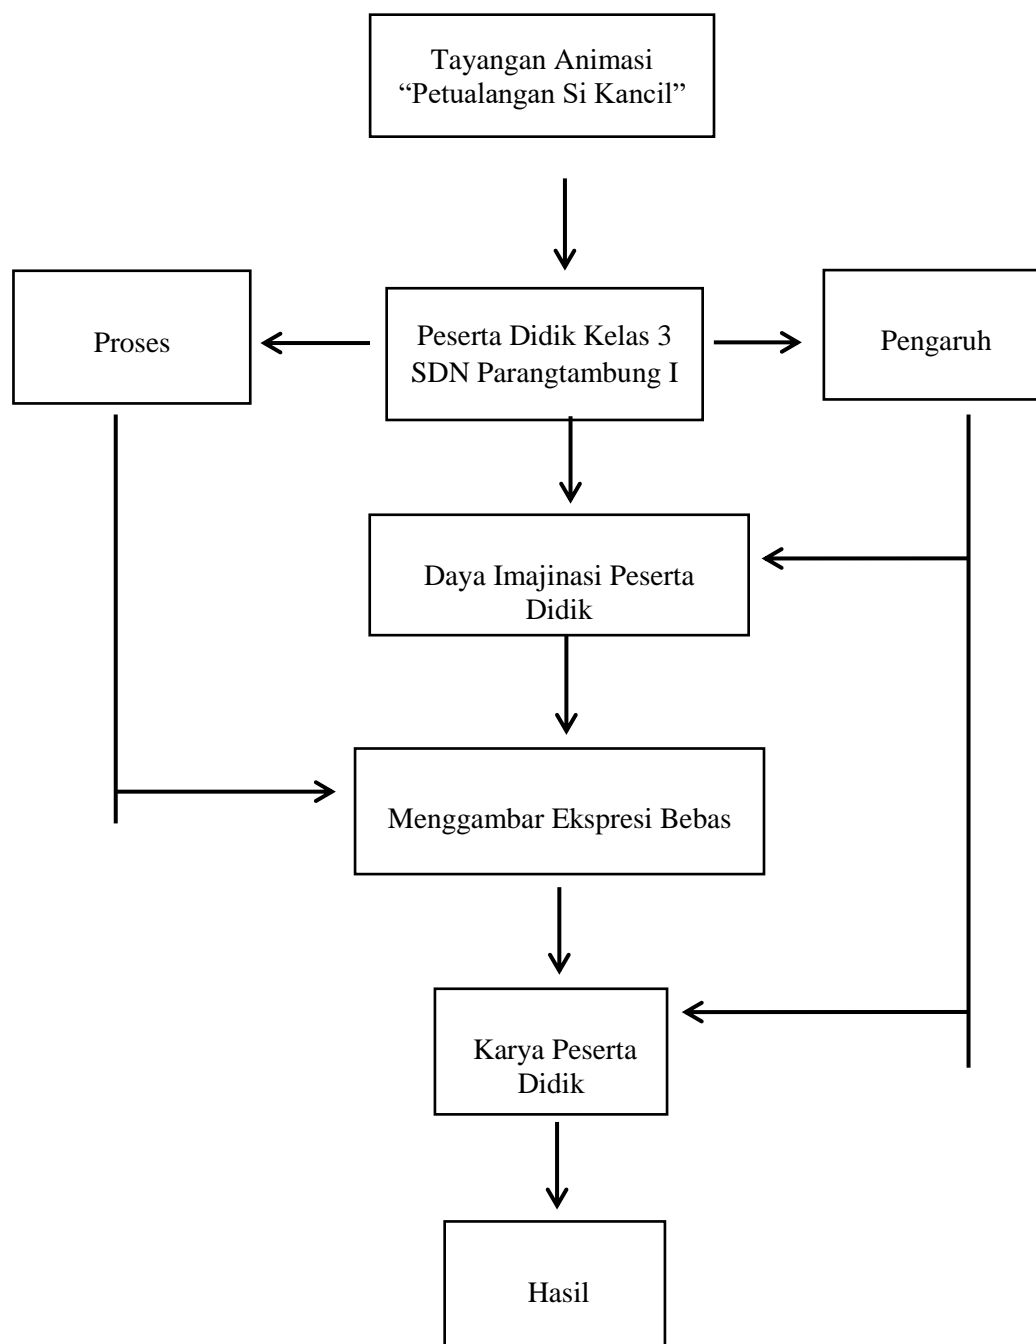 Tayangan Animasi
“Petualangan Si Kancil”
Proses
Peserta Didik Kelas 3
SDN Parangtambung I
Pengaruh
Daya Imajinasi Peserta
Didik
Menggambar Ekspresi Bebas
Karya Peserta
Didik
Hasil